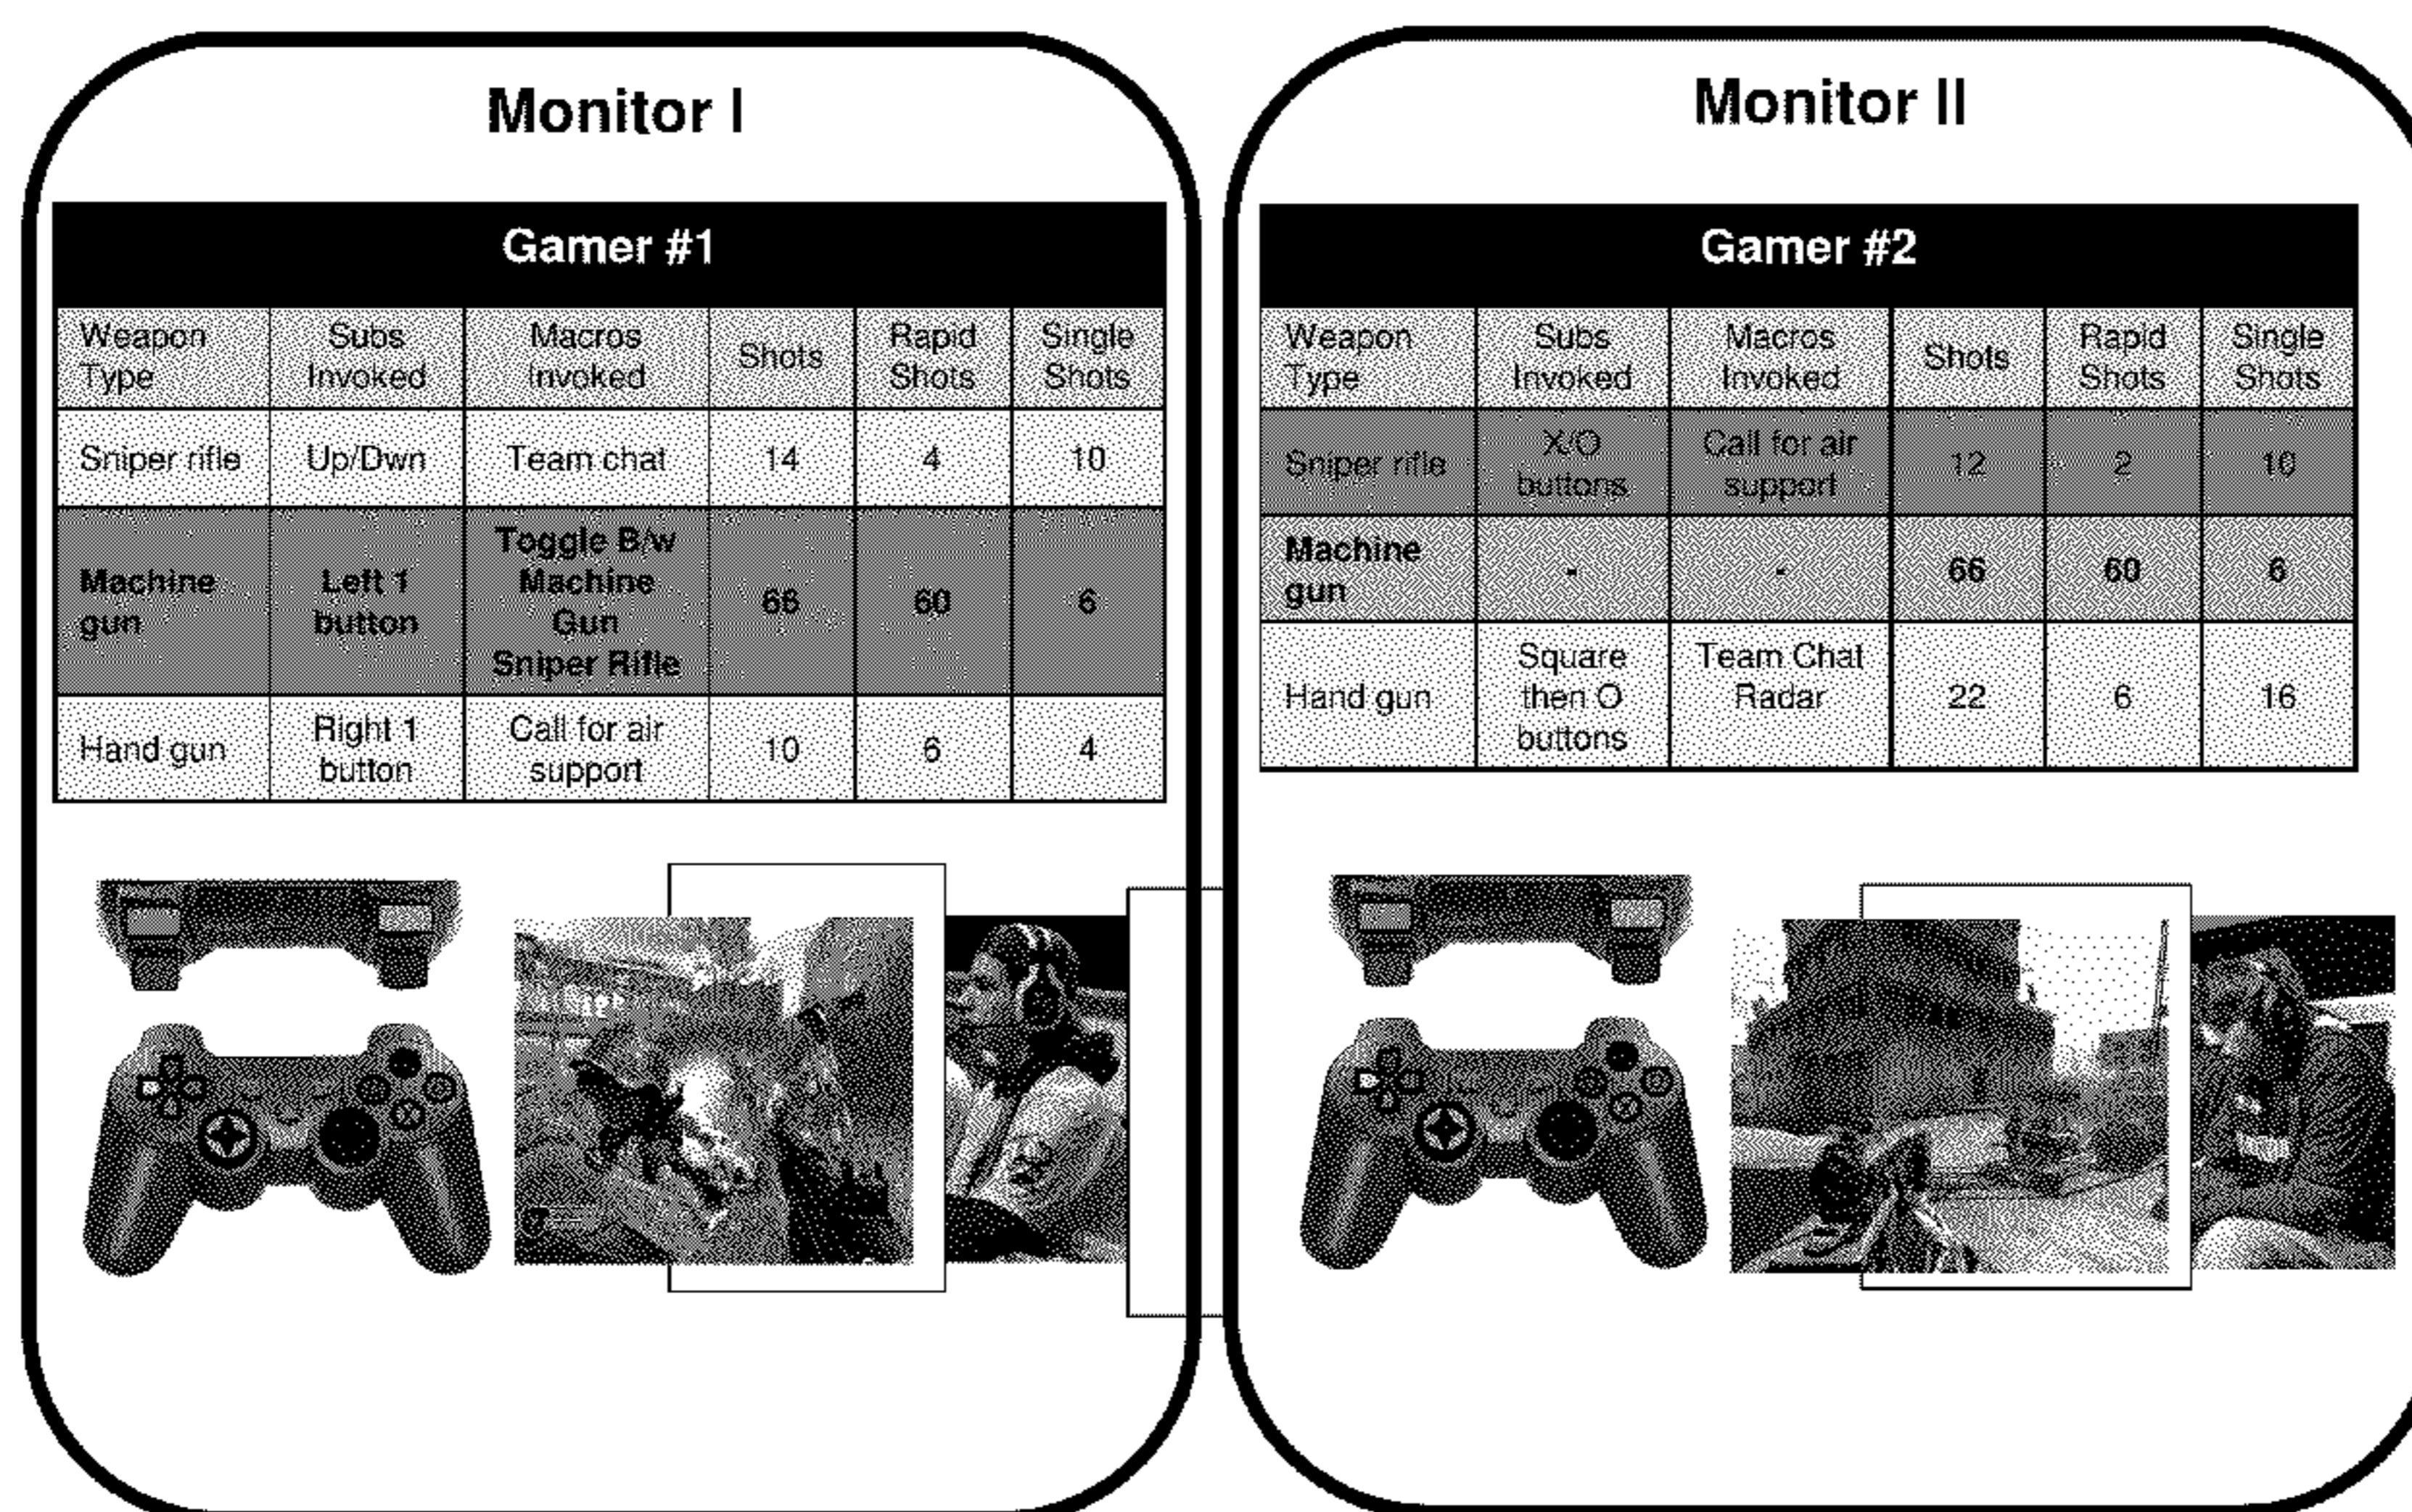 Monitor I
Gamer #1
Weapon Type | Subs Invoked | Macros Invoked | Shots | Rapid Shots | Single Shots
Sniper rifle | Up/Dwn | Team chat | 14 | 4 | 10
Machine gun | Left 1 button | Toggle B/w Machine Gun Sniper Rifle | 66 | 60 | 6
Hand gun | Right 1 button | Call for air support | 10 | 6 | 4
Monitor II
Gamer #2
Weapon Type | Subs Invoked | Macros Invoked | Shots | Rapid Shots | Single Shots
Sniper rifle | X/O buttons | Call for air support | 12 | 2 | 10
Machine gun | - | - | 66 | 60 | 6
Hand gun | Square then O buttons | Team Chat Radar | 22 | 6 | 16